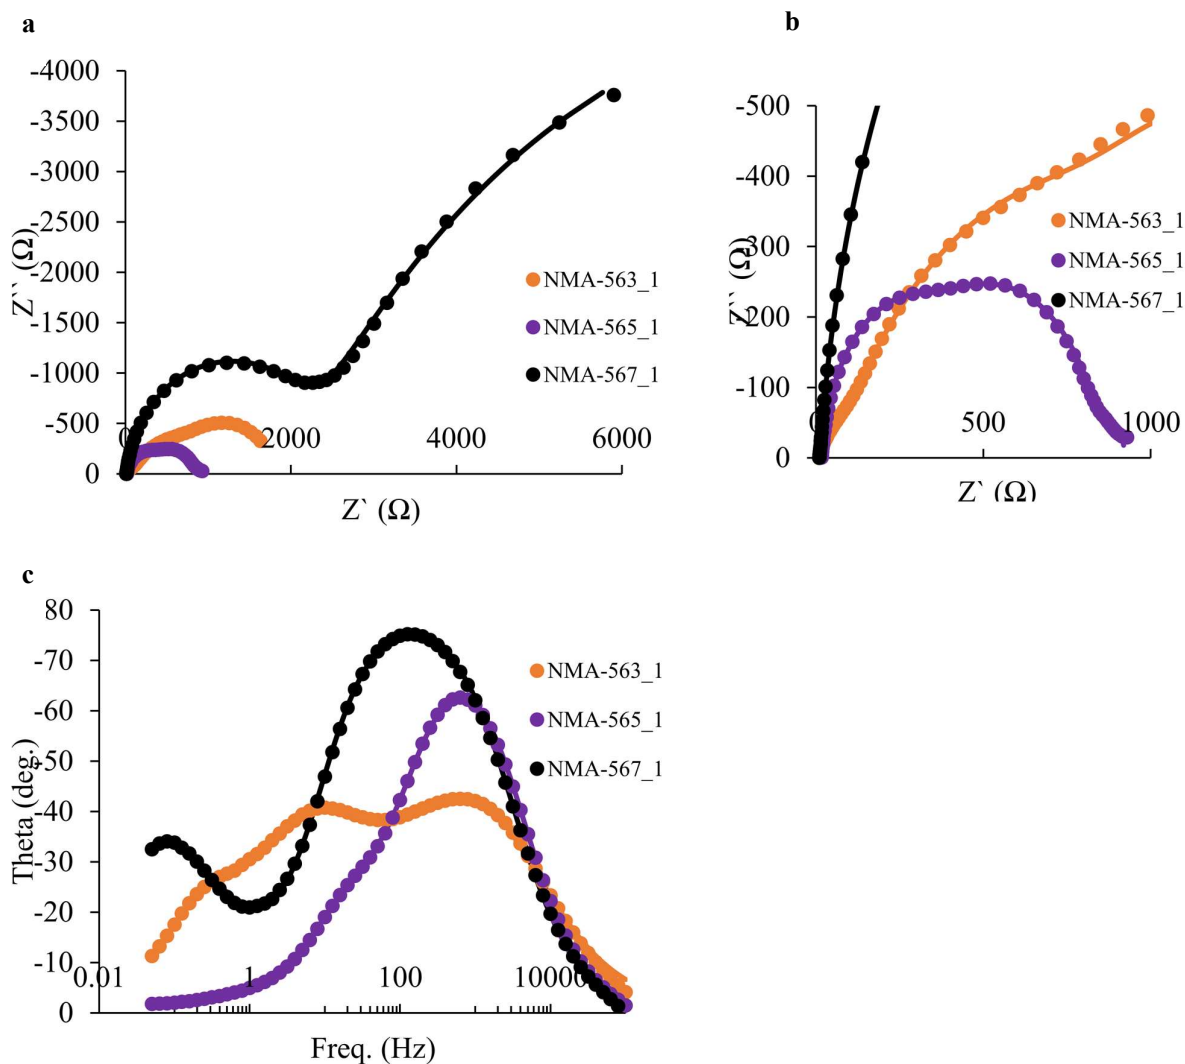 a
b
-4000
-3500
-3000
-2500
-2000
-1500
-1000
-500
0
Z`` (Ω)
2000
4000
6000
Z` (Ω)
NMA-563_1
NMA-565_1
NMA-567_1
-500
-400
-300
-200
-100
0
Z`` (Ω)
0
500
1000
Z` (Ω)
NMA-563_1
NMA-565_1
NMA-567_1
c
80
-70
-60
-50
-40
-30
-20
-10
0
Theta (deg.)
0.01
1
100
10000
Freq. (Hz)
NMA-563_1
NMA-565_1
NMA-567_1